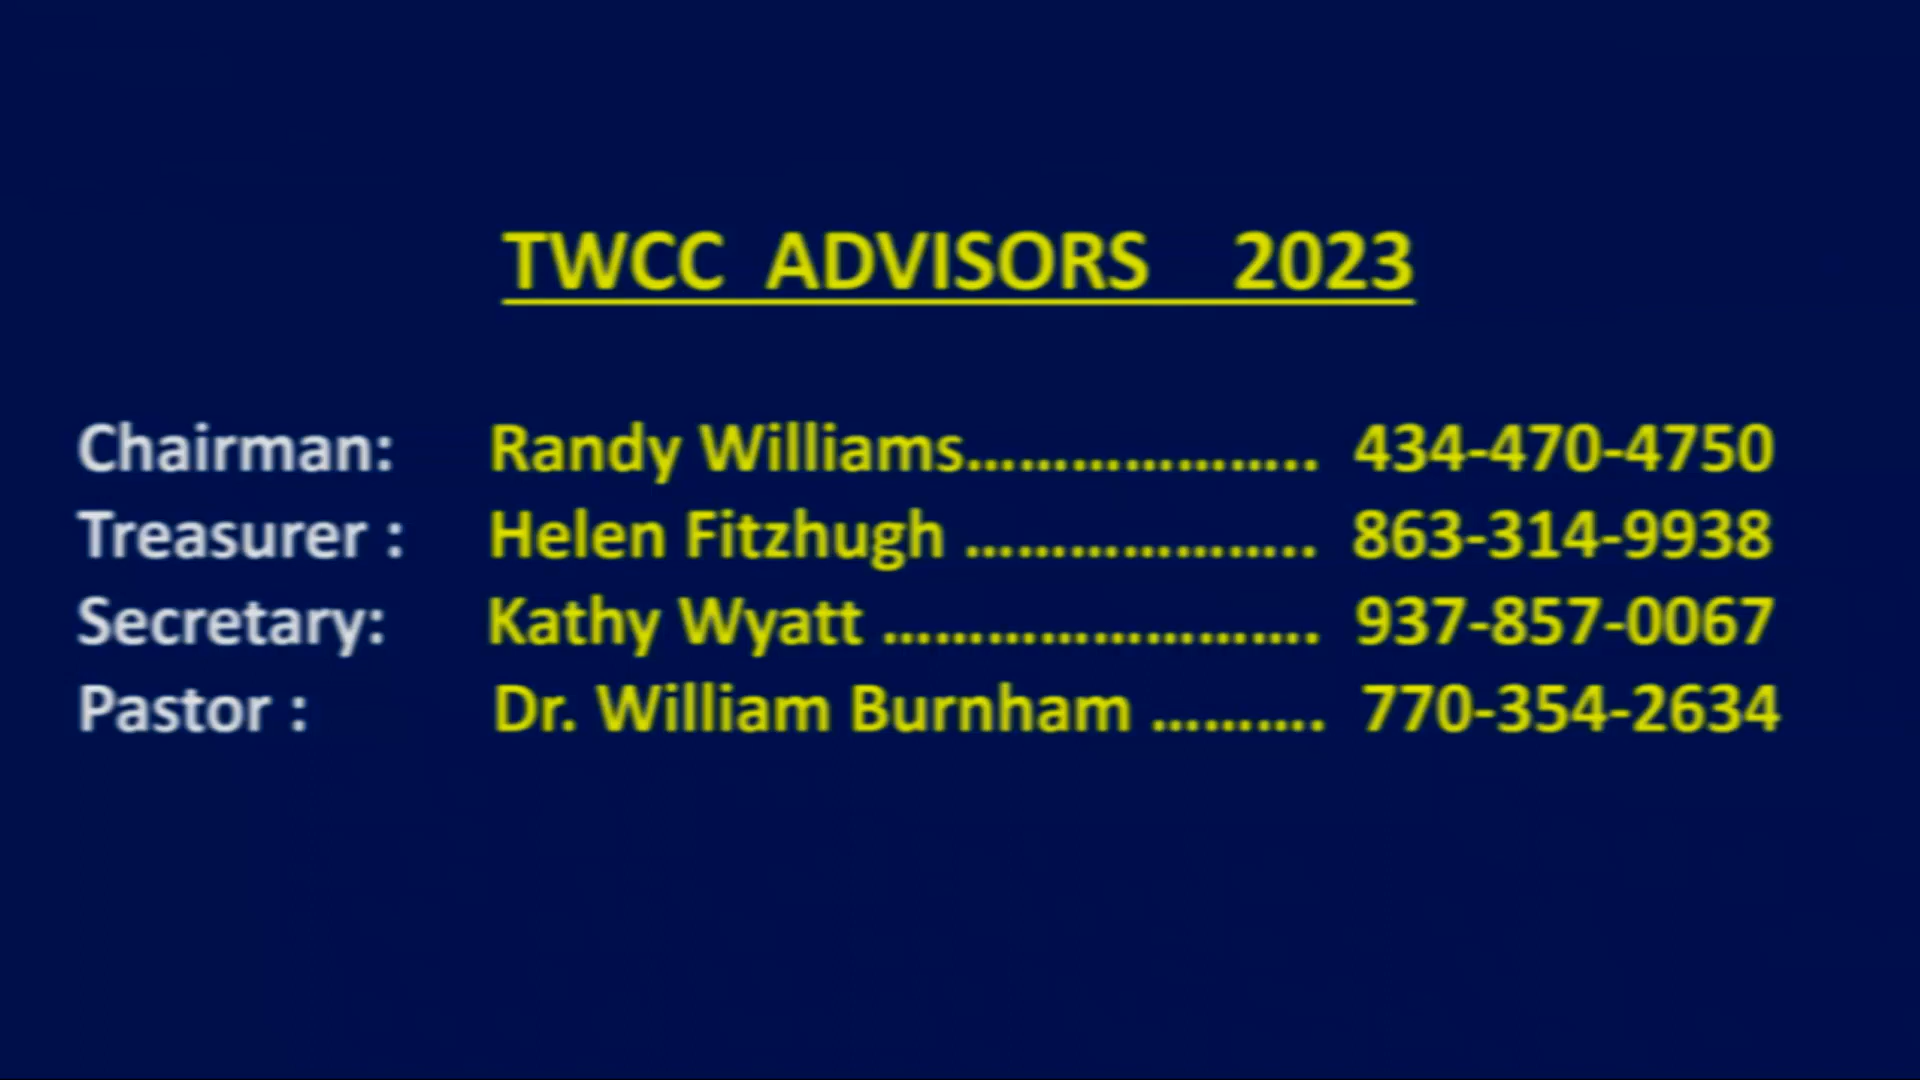 TWCC ADVISORS 2023
Chairman: Randy Williams.................... 434-470-4750
Treasurer : Helen Fitzhugh .................... 863-314-9938
Secretary: Kathy Wyatt ......................... 937-857-0067
Pastor : Dr. William Burnham .......... 770-354-2634